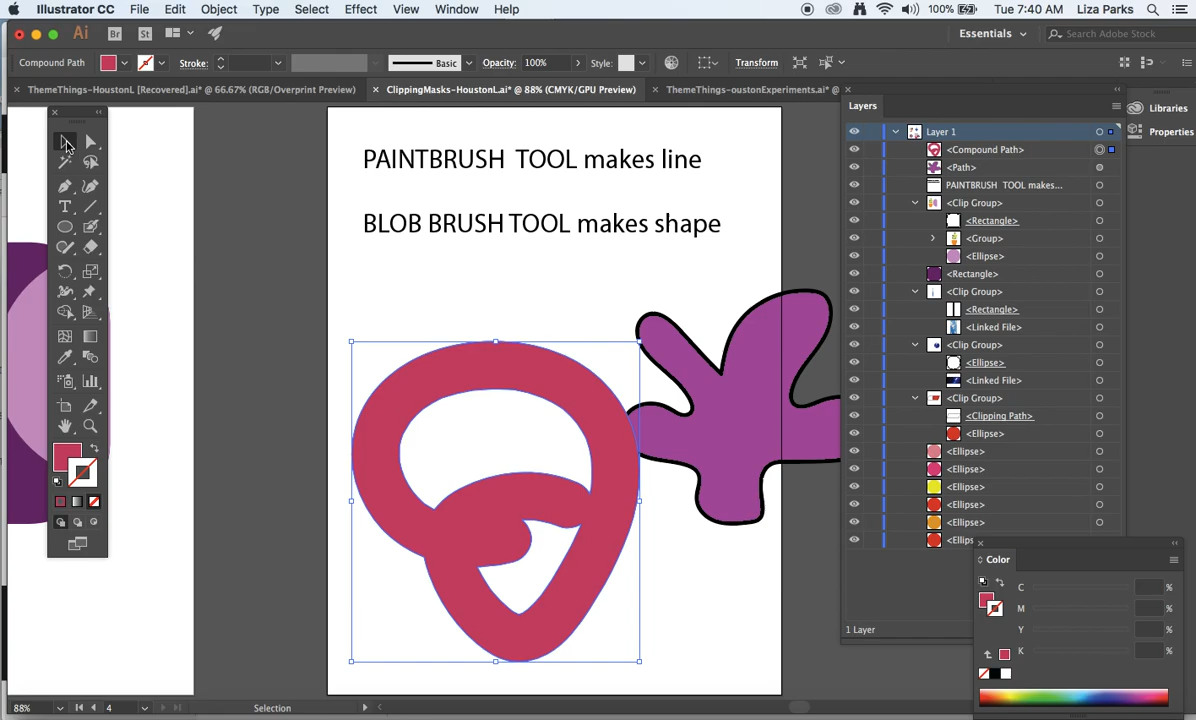 Illustrator CC File Edit Object Type Select Effect View Window Help 100% Tue 7:40 AM Liza Parks
Ai Br St Essentials Search Adobe Stock
Compound Path Stroke: Basic Opacity: 100% Style: Transform
× ThemeThings-HoustonL [Recovered].ai* @ 66.67% (RGB/Overprint Preview) × ClippingMasks-HoustonL.ai* @ 88% (CMYK/GPU Preview) × ThemeThings-oustonExperiments.ai* @
Layers
Libraries
Properties
Layer 1
<Compound Path>
<Path>
PAINTBRUSH TOOL makes...
<Clip Group>
<Rectangle>
<Group>
<Ellipse>
<Rectangle>
<Clip Group>
<Rectangle>
<Linked File>
<Clip Group>
<Ellipse>
<Linked File>
<Clip Group>
<Clipping Path>
<Ellipse>
<Ellipse>
<Ellipse>
<Ellipse>
<Ellipse>
<Ellipse>
<Ellips
1 Layer
PAINTBRUSH TOOL makes line
BLOB BRUSH TOOL makes shape
Color
C %
M %
Y %
K %
88% 4 Selection